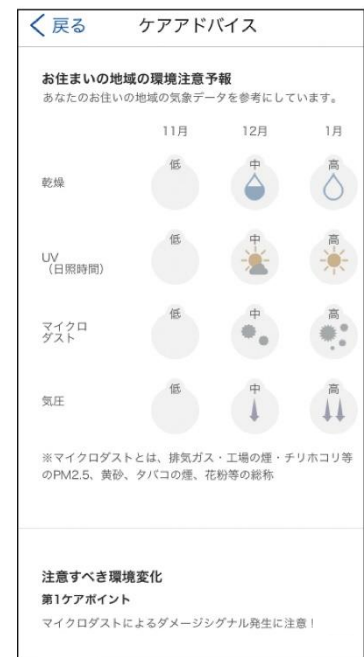 戻る ケアアドバイス
お住まいの地域の環境注意予報
あなたのお住いの地域の気象データを参考にしています。
11月 12月 1月
低 中 高
乾燥
低 中 高
UV
（日照時間）
低 中 高
マイクロ
ダスト
低 中 高
気圧
※マイクロダストとは、排気ガス・工場の煙・チリホコリ等
のPM2.5、黄砂、タバコの煙、花粉等の総称
注意すべき環境変化
第1ケアポイント
マイクロダストによるダメージシグナル発生に注意！